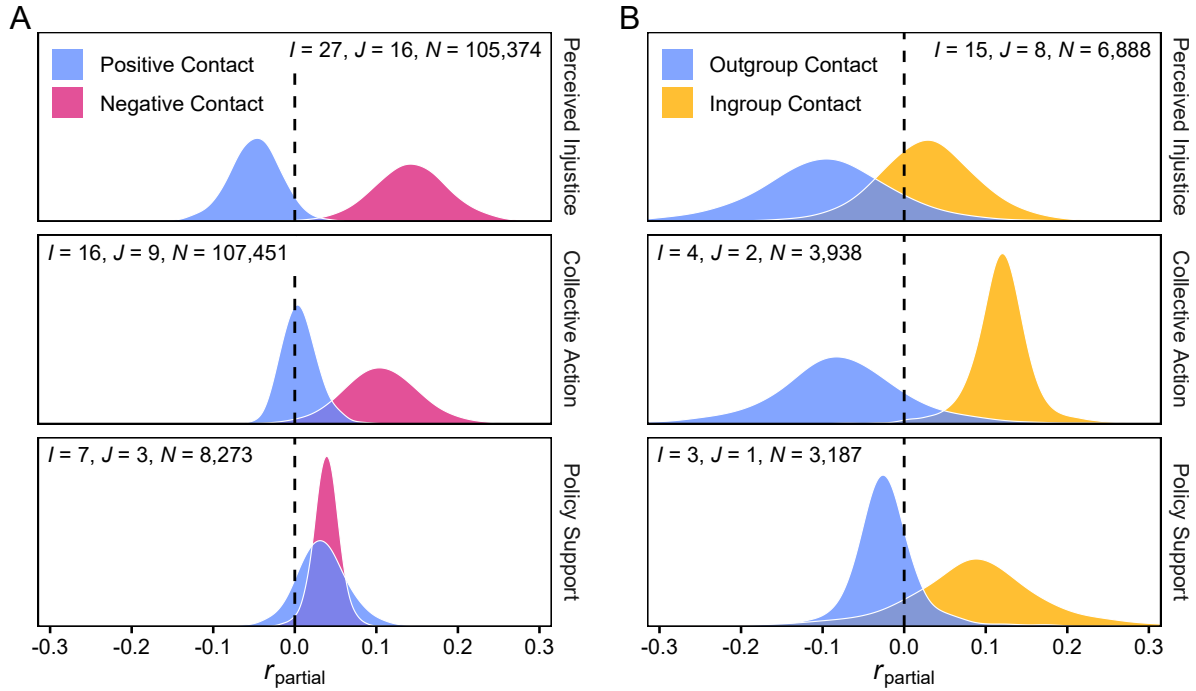 A
I = 27, J = 16, N = 105,374
Positive Contact
Negative Contact
Perceived Injustice
I = 16, J = 9, N = 107,451
Collective Action
I = 7, J = 3, N = 8,273
Policy Support
-0.3 -0.2 -0.1 0.0 0.1 0.2 0.3
rpartial
B
I = 15, J = 8, N = 6,888
Outgroup Contact
Ingroup Contact
Perceived Injustice
I = 4, J = 2, N = 3,938
Collective Action
I = 3, J = 1, N = 3,187
Policy Support
-0.3 -0.2 -0.1 0.0 0.1 0.2 0.3
rpartial